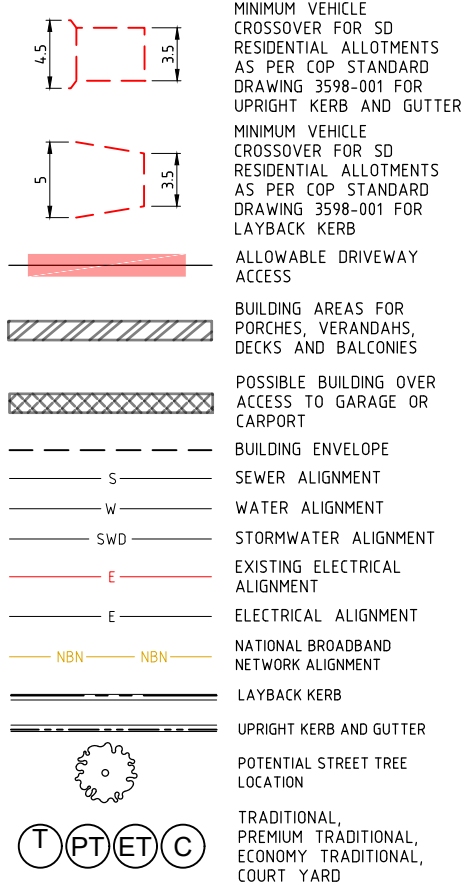 4.5
3.5
MINIMUM VEHICLE
CROSSOVER FOR SD
RESIDENTIAL ALLOTMENTS
AS PER COP STANDARD
DRAWING 3598-001 FOR
UPRIGHT KERB AND GUTTER
5
3.5
MINIMUM VEHICLE
CROSSOVER FOR SD
RESIDENTIAL ALLOTMENTS
AS PER COP STANDARD
DRAWING 3598-001 FOR
LAYBACK KERB
ALLOWABLE DRIVEWAY
ACCESS
BUILDING AREAS FOR
PORCHES, VERANDAHS,
DECKS AND BALCONIES
POSSIBLE BUILDING OVER
ACCESS TO GARAGE OR
CARPORT
BUILDING ENVELOPE
S SEWER ALIGNMENT
W WATER ALIGNMENT
SWD STORMWATER ALIGNMENT
E EXISTING ELECTRICAL
ALIGNMENT
E ELECTRICAL ALIGNMENT
NBN NBN NATIONAL BROADBAND
NETWORK ALIGNMENT
LAYBACK KERB
UPRIGHT KERB AND GUTTER
POTENTIAL STREET TREE
LOCATION
T PT ET C
TRADITIONAL,
PREMIUM TRADITIONAL,
ECONOMY TRADITIONAL,
COURT YARD